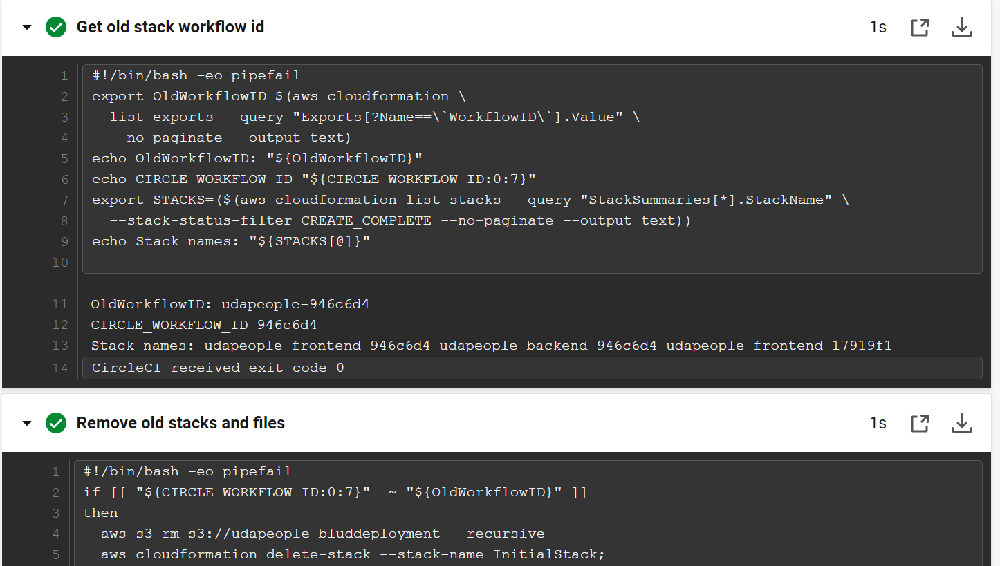 Get old stack workflow id
1s
1 #!/bin/bash -eo pipefail
2 export OldWorkflowID=$(aws cloudformation \
3   list-exports --query "Exports[?Name==\`WorkflowID\`].Value" \
4   --no-paginate --output text)
5 echo OldWorkflowID: "${OldWorkflowID}"
6 echo CIRCLE_WORKFLOW_ID "${CIRCLE_WORKFLOW_ID:0:7}"
7 export STACKS=($(aws cloudformation list-stacks --query "StackSummaries[*].StackName" \
8   --stack-status-filter CREATE_COMPLETE --no-paginate --output text))
9 echo Stack names: "${STACKS[@]}"
10
11 OldWorkflowID: udapeople-946c6d4
12 CIRCLE_WORKFLOW_ID 946c6d4
13 Stack names: udapeople-frontend-946c6d4 udapeople-backend-946c6d4 udapeople-frontend-17919f1
14 CircleCI received exit code 0
Remove old stacks and files
1s
1 #!/bin/bash -eo pipefail
2 if [[ "${CIRCLE_WORKFLOW_ID:0:7}" =~ "${OldWorkflowID}" ]]
3 then
4   aws s3 rm s3://udapeople-bluddeployment --recursive
5   aws cloudformation delete-stack --stack-name InitialStack;